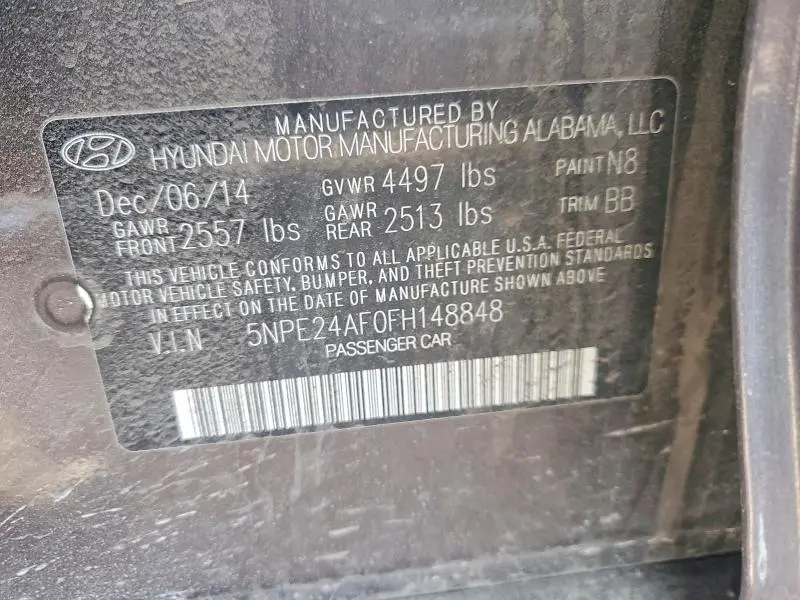 MANUFACTURED BY
HYUNDAI MOTOR MANUFACTURING ALABAMA, LLC
Dec/06/14 GVWR 4497 lbs PAINT N8
GAWR FRONT 2557 lbs GAWR REAR 2513 lbs TRIM BB
THIS VEHICLE CONFORMS TO ALL APPLICABLE U.S.A. FEDERAL
MOTOR VEHICLE SAFETY, BUMPER, AND THEFT PREVENTION STANDARDS
IN EFFECT ON THE DATE OF MANUFACTURE SHOWN ABOVE
V.I.N 5NPE24AF0FH148848
PASSENGER CAR